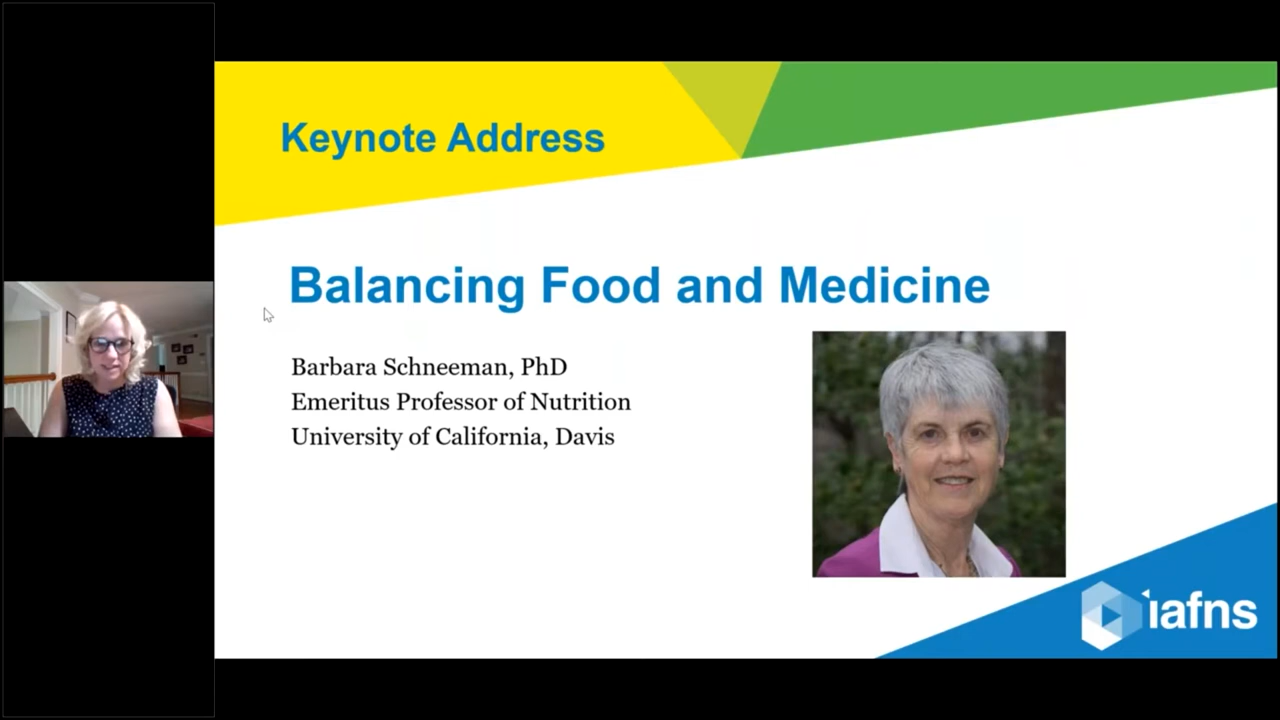 Keynote Address
Balancing Food and Medicine
Barbara Schneeman, PhD
Emeritus Professor of Nutrition
University of California, Davis
iafns